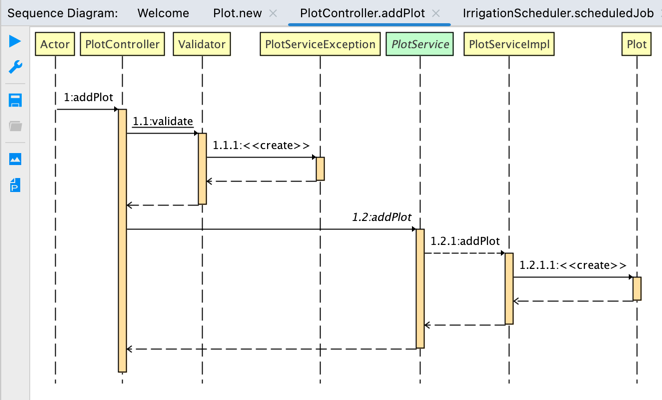 Sequence Diagram: Welcome Plot.new PlotController.addPlot IrrigationScheduler.scheduledJob
Actor PlotController Validator PlotServiceException PlotService PlotServiceImpl Plot
1:addPlot
1.1:validate
1.1.1:<<create>>
1.2:addPlot
1.2.1:addPlot
1.2.1.1:<<create>>